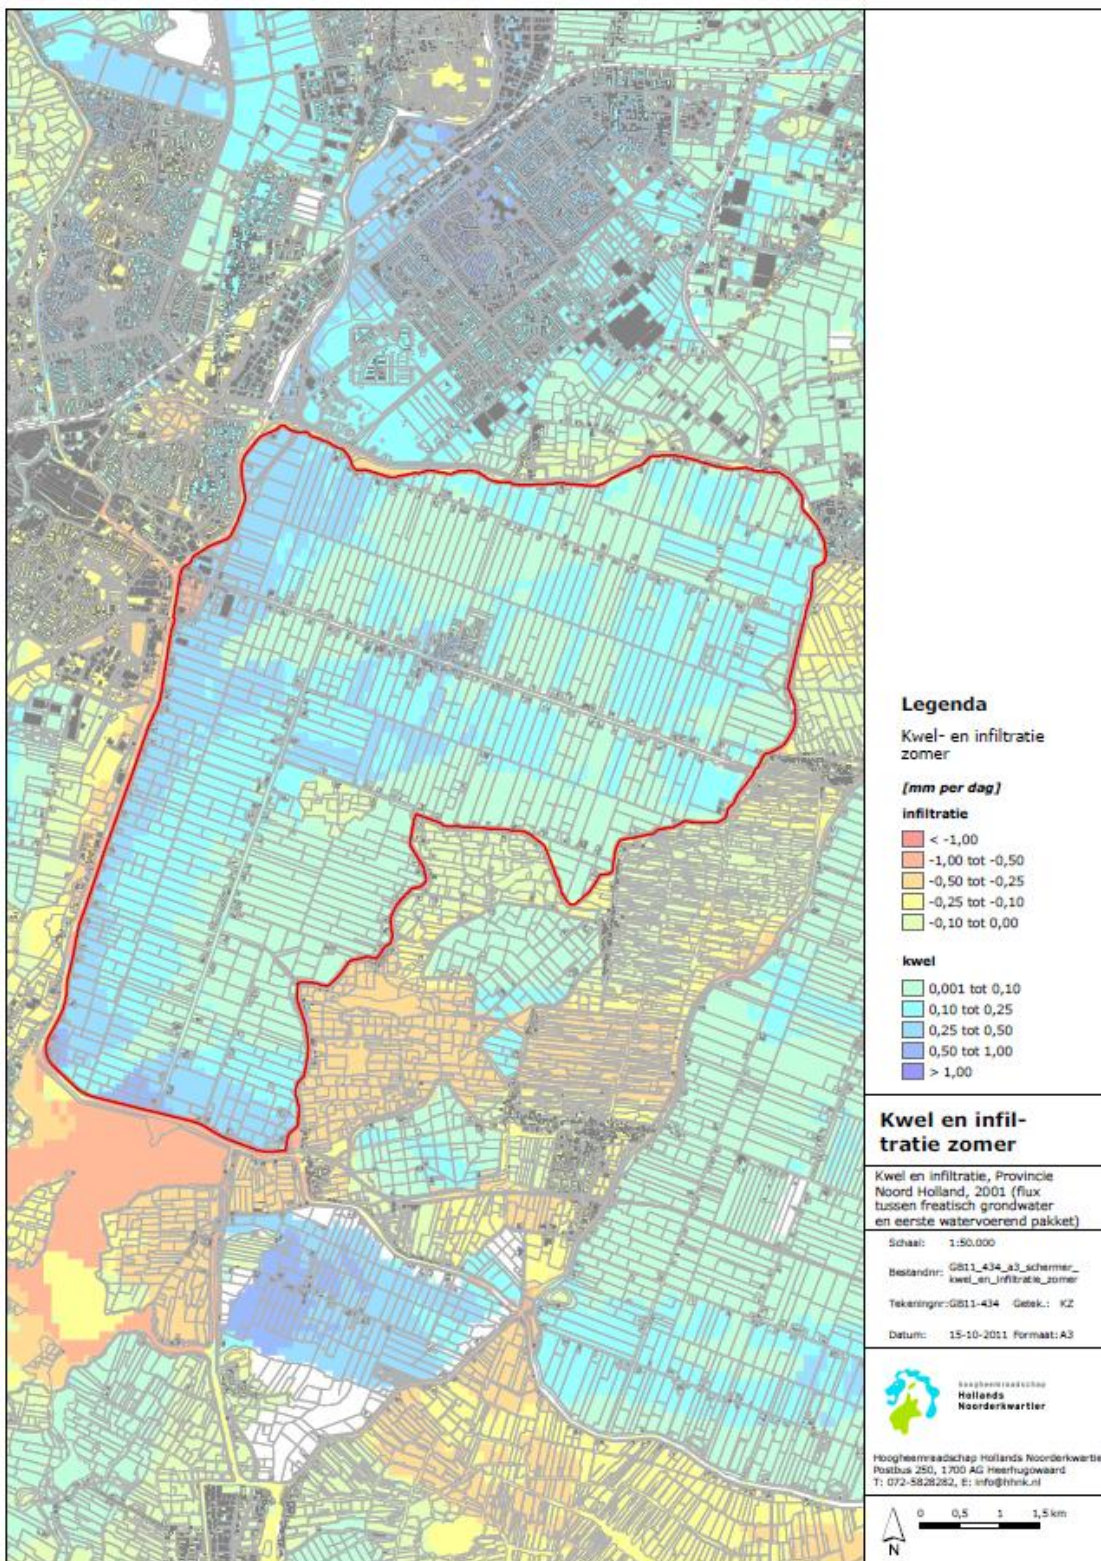 Legenda
Kwel- en infiltratie
zomer
[mm per dag]
infiltratie
< -1,00
-1,00 tot -0,50
-0,50 tot -0,25
-0,25 tot -0,10
-0,10 tot 0,00
kwel
0,001 tot 0,10
0,10 tot 0,25
0,25 tot 0,50
0,50 tot 1,00
> 1,00
Kwel en infil-
tratie zomer
Kwel en infiltratie, Provincie
Noord Holland, 2001 (flux
tussen freatisch grondwater
en eerste watervoerend pakket)
Schaal: 1:50.000
Bestandnr: GB11_434_a3_schermer_
kwel_en_infiltratie_zomer
Tekeningnr:GB11-434 Getek.: KZ
Datum: 15-10-2011 Formaat:A3
hoogheemraadschap
Hollands
Noorderkwartier
Hoogheemraadschap Hollands Noorderkwartie
Postbus 250, 1700 AG Heerhugowaard
T: 072-5828282, E: info@hhnk.nl
0 0,5 1 1,5 km
N